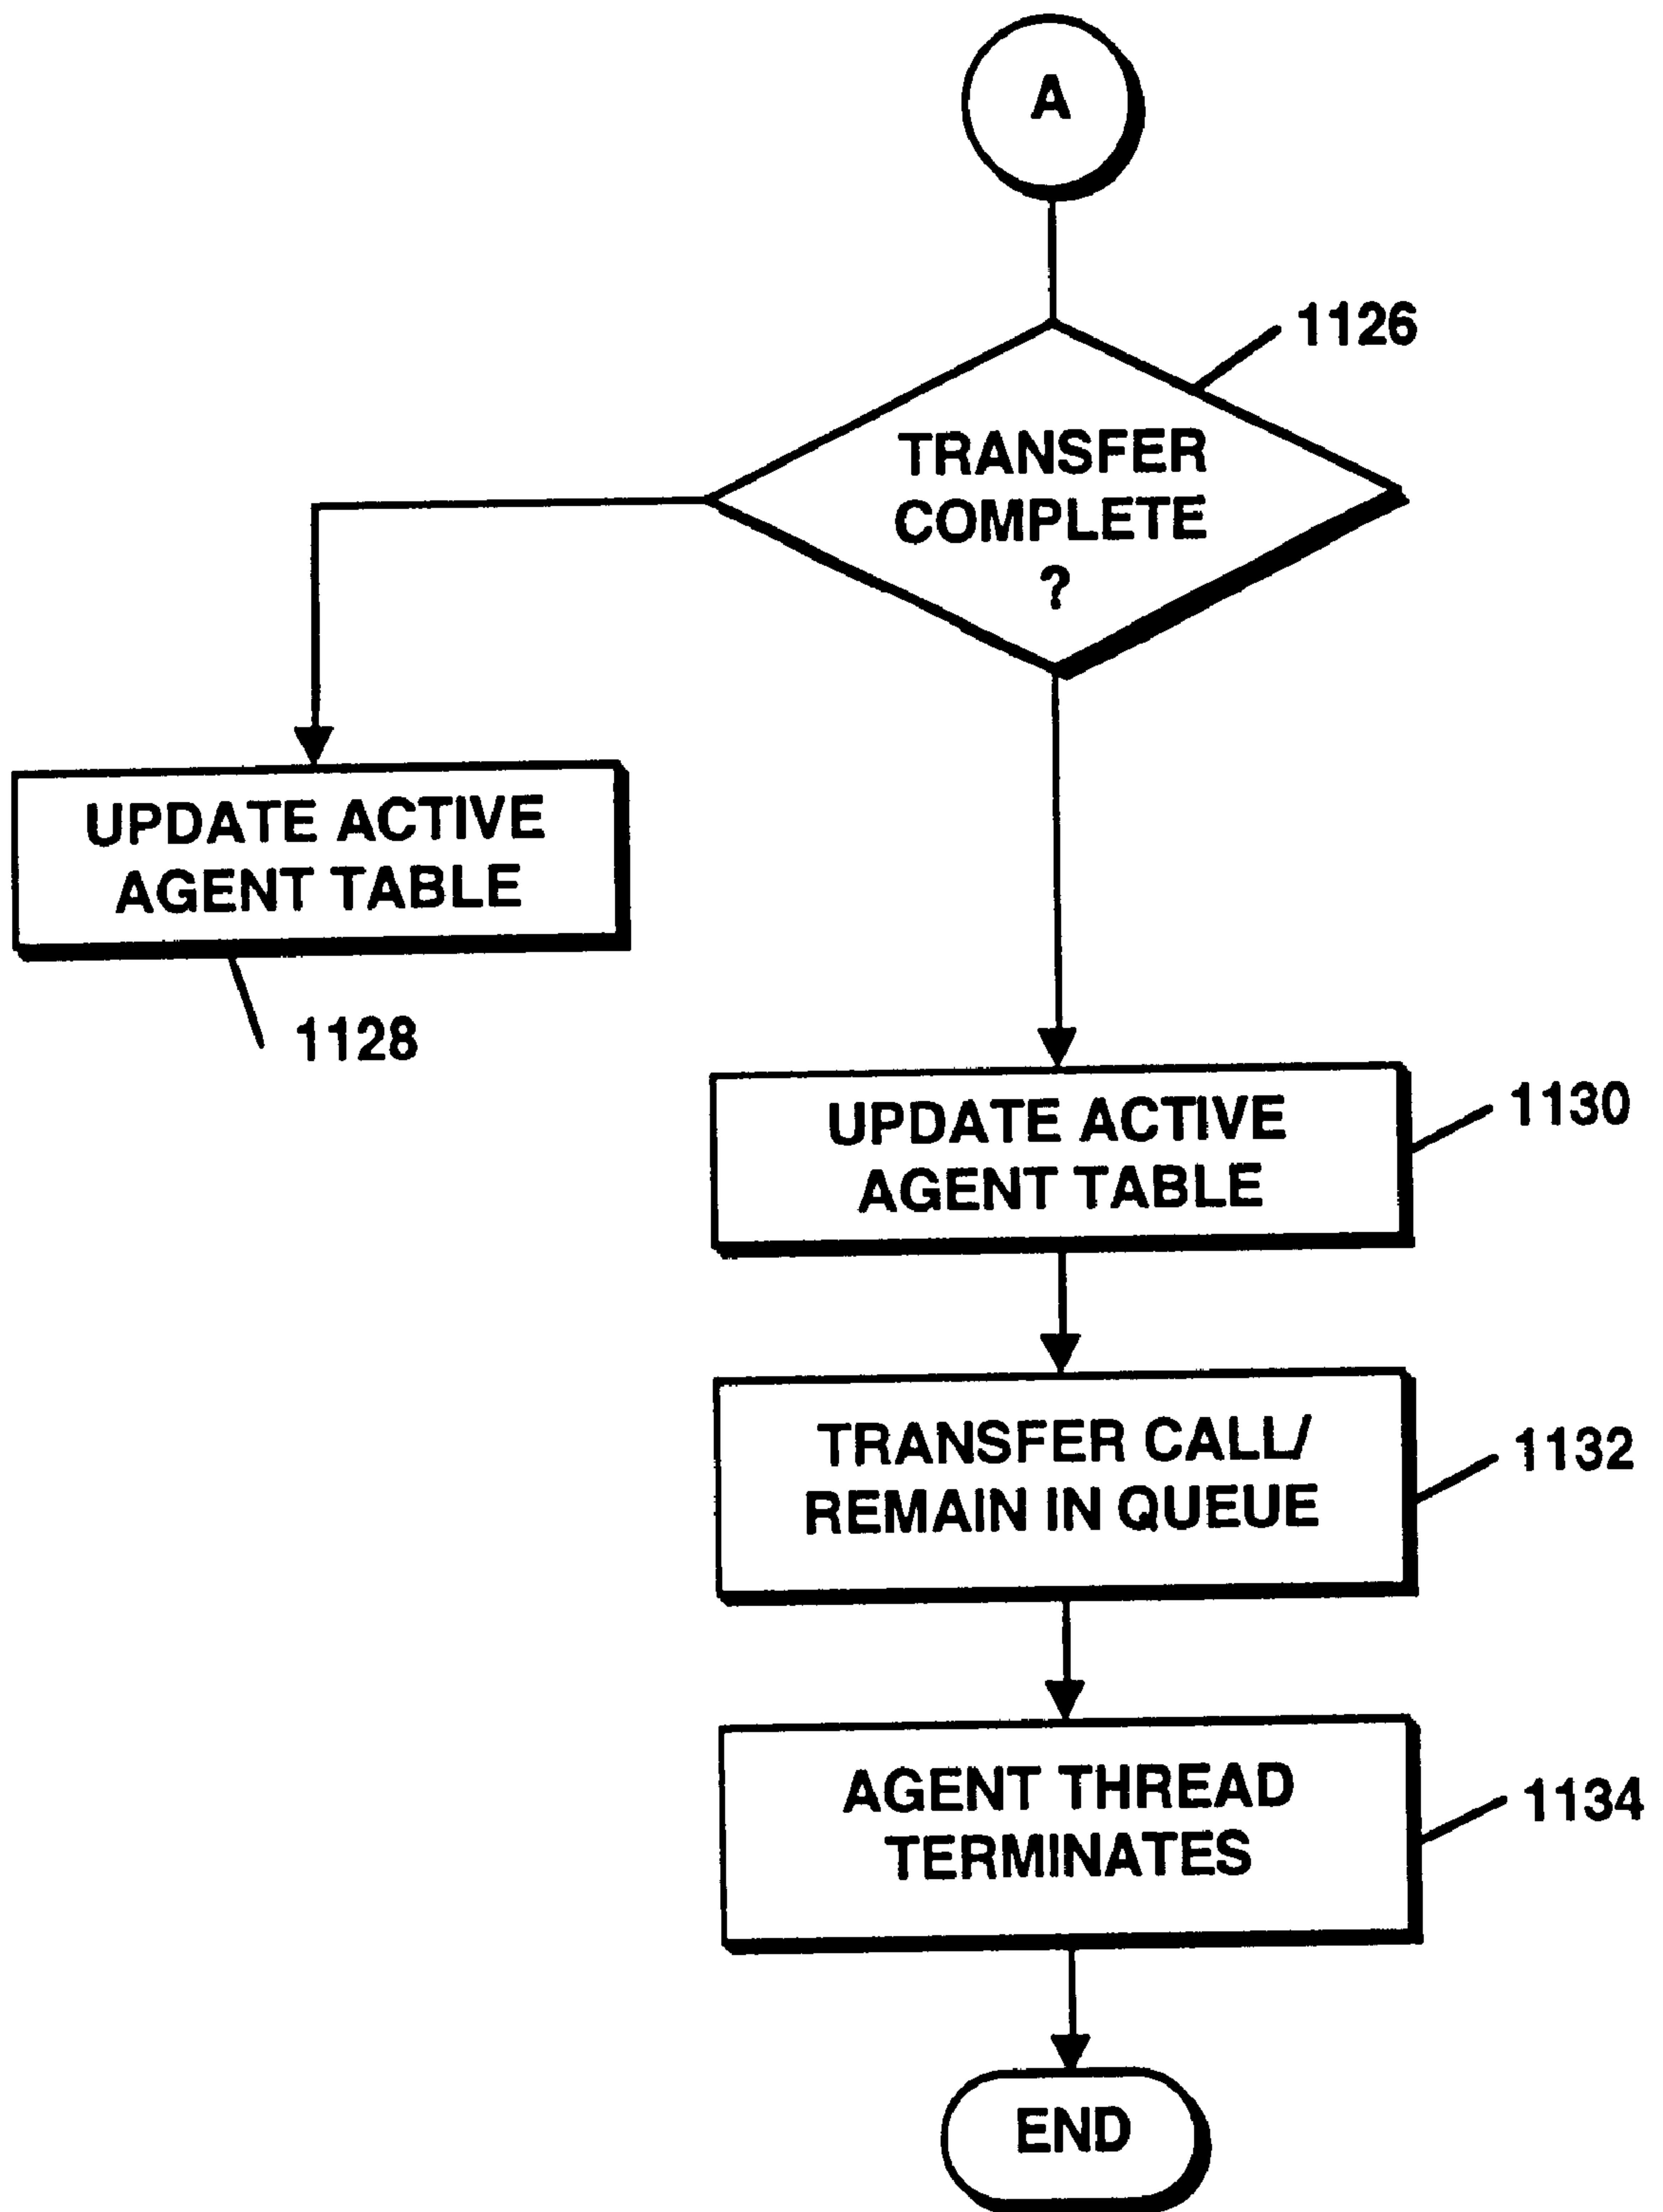 A
1126
TRANSFER
COMPLETE
?
UPDATE ACTIVE
AGENT TABLE
1128
UPDATE ACTIVE
AGENT TABLE
1130
TRANSFER CALL/
REMAIN IN QUEUE
1132
AGENT THREAD
TERMINATES
1134
END